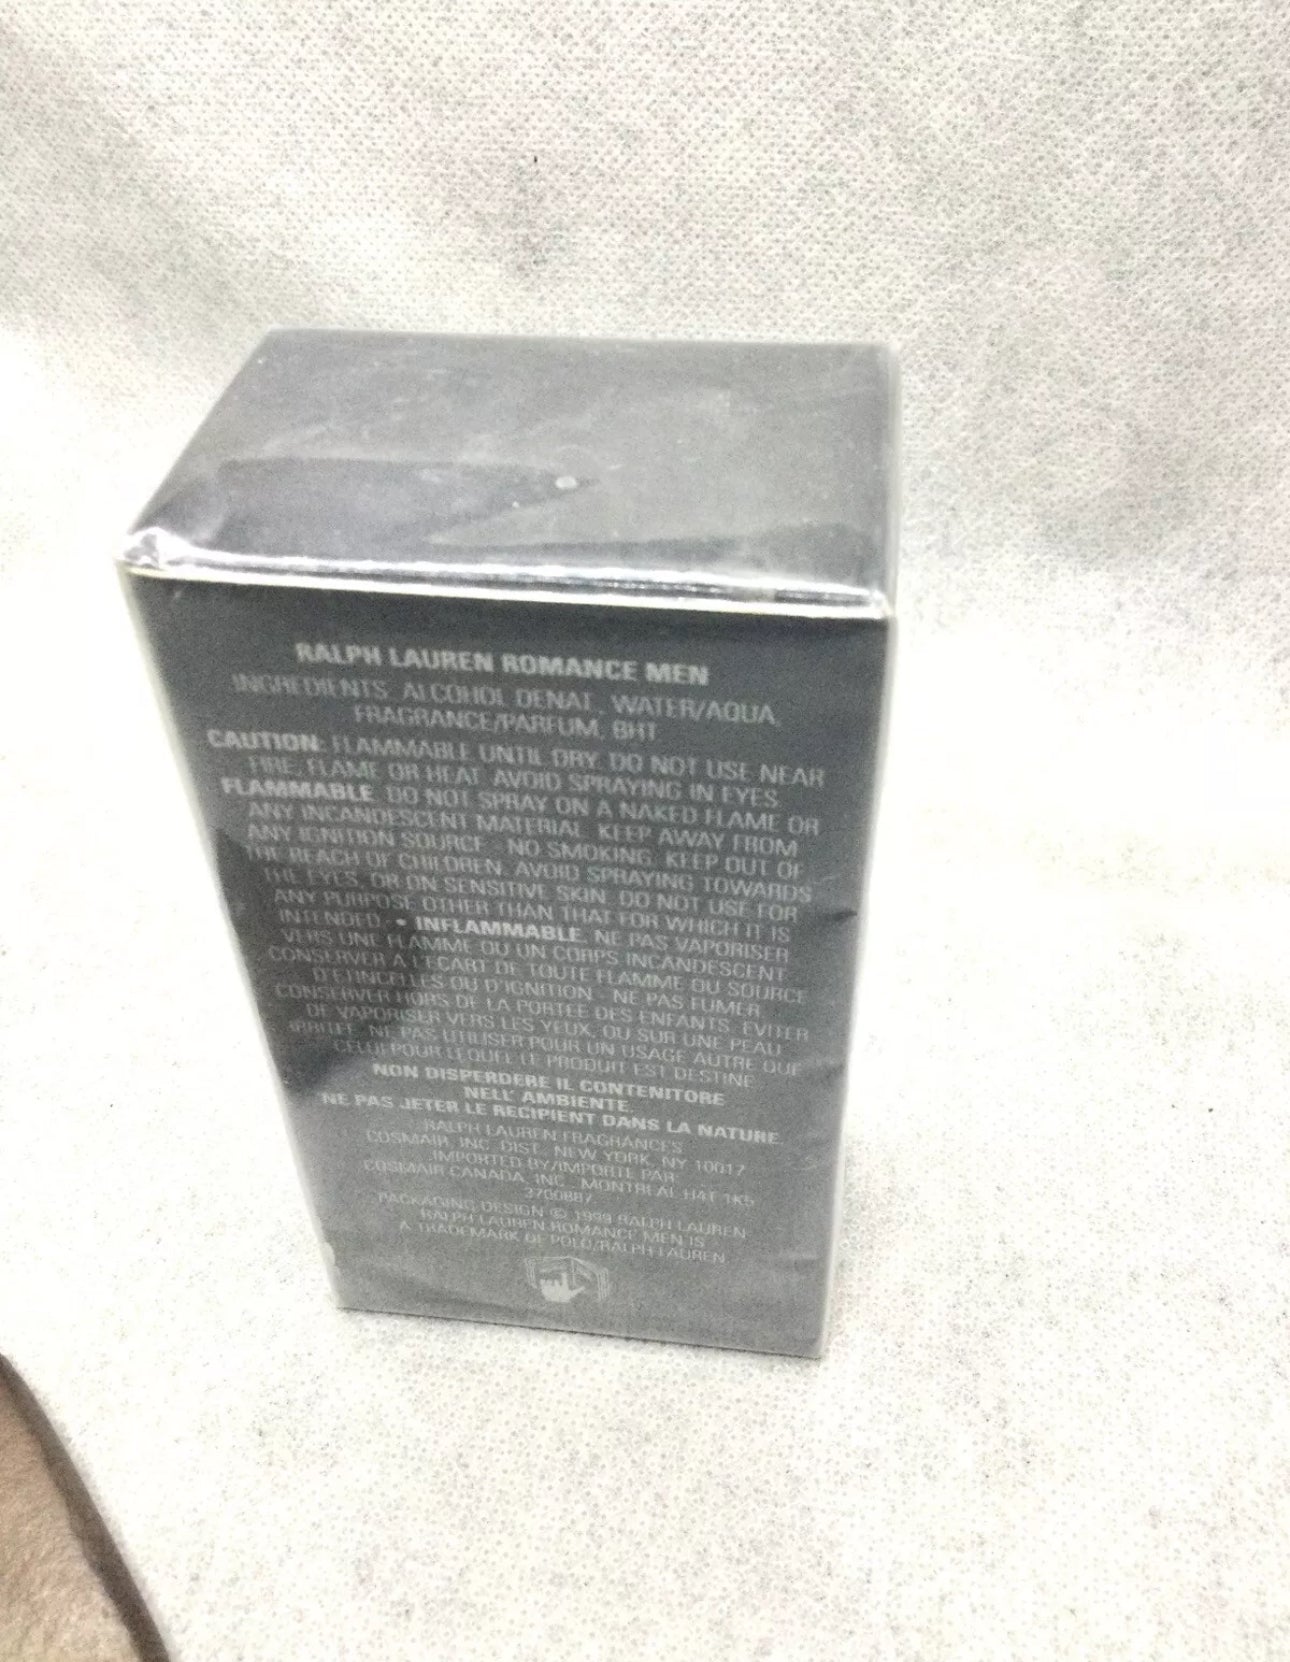 RALPH LAUREN ROMANCE MEN
INGREDIENTS: ALCOHOL DENAT., WATER/AQUA,
FRAGRANCE/PARFUM, BHT
CAUTION: FLAMMABLE UNTIL DRY. DO NOT USE NEAR
FIRE, FLAME OR HEAT. AVOID SPRAYING IN EYES.
FLAMMABLE. DO NOT SPRAY ON A NAKED FLAME OR
ANY INCANDESCENT MATERIAL. KEEP AWAY FROM
ANY IGNITION SOURCE - NO SMOKING. KEEP OUT OF
THE REACH OF CHILDREN. AVOID SPRAYING TOWARDS
THE EYES, OR ON SENSITIVE SKIN. DO NOT USE FOR
ANY PURPOSE OTHER THAN THAT FOR WHICH IT IS
INTENDED. • INFLAMMABLE. NE PAS VAPORISER
VERS UNE FLAMME OU UN CORPS INCANDESCENT.
CONSERVER A L'ECART DE TOUTE FLAMME OU SOURCE
D'ETINCELLES OU D'IGNITION - NE PAS FUMER.
CONSERVER HORS DE LA PORTEE DES ENFANTS. EVITER
DE VAPORISER VERS LES YEUX, OU SUR UNE PEAU
IRRITEE. NE PAS UTILISER POUR UN USAGE AUTRE QUE
CELUI POUR LEQUEL LE PRODUIT EST DESTINE.
NON DISPERDERE IL CONTENITORE
NELL' AMBIENTE.
NE PAS JETER LE RECIPIENT DANS LA NATURE.
RALPH LAUREN FRAGRANCES
COSMAIR, INC. DIST. NEW YORK, NY 10017
IMPORTED BY/IMPORTE PAR:
COSMAIR CANADA, INC., MONTREAL H4T 1K5
3700887
PACKAGING DESIGN © 1999 RALPH LAUREN
RALPH LAUREN ROMANCE MEN IS
A TRADEMARK OF POLO/RALPH LAUREN